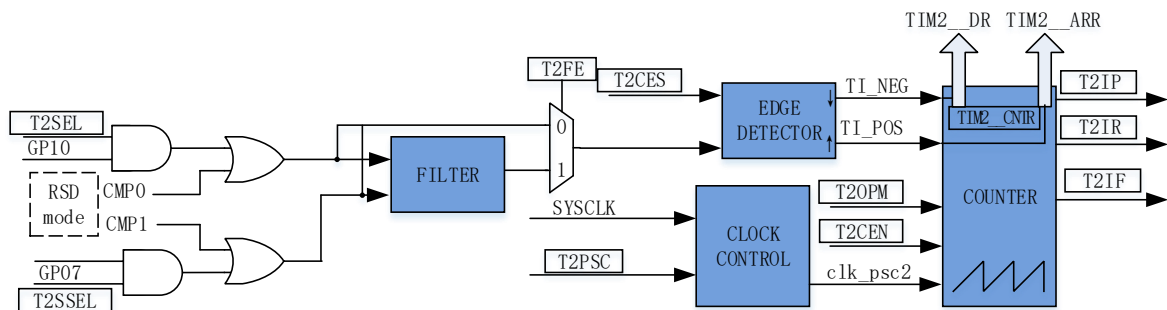 TIM2__DR
TIM2__ARR
T2FE
T2CES
TI_NEG
T2IP
T2SEL
EDGE
DETECTOR
TIM2__CNTR
0
T2IR
GP10
TI_POS
FILTER
1
T2IF
RSD
mode
CMP0
T2OPM
COUNTER
CMP1
SYSCLK
CLOCK
CONTROL
T2CEN
T2PSC
clk_psc2
GP07
T2SSEL